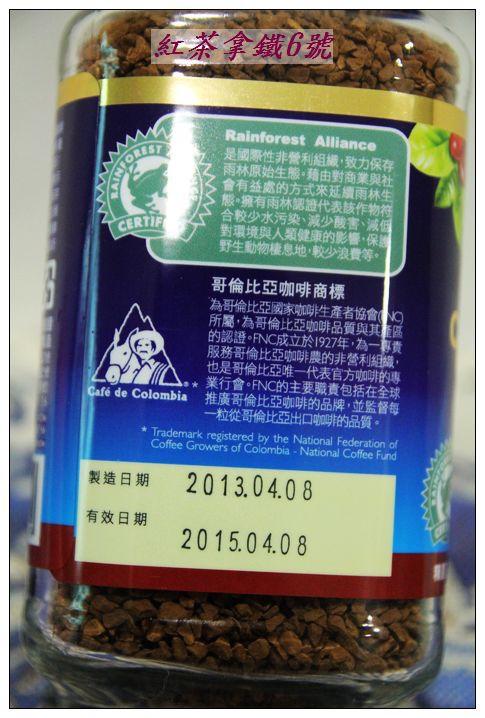 紅茶拿鐵6號
Rainforest Alliance
是國際性非營利組織，致力保存
雨林原始生態。藉由對商業與社
會有益處的方式來延續雨林生
態。擁有雨林認證代表該作物符
合較少水污染、減少酸害、減低
對環境與人類健康的影響，保護
野生動物棲息地，較少浪費等。
RAINFOREST
CERTIFIED
哥倫比亞咖啡商標
為哥倫比亞國家咖啡生產者協會(FNC)
所屬，為哥倫比亞咖啡品質與其產區
的認證。FNC成立於1927年，為一專責
服務哥倫比亞咖啡農的非營利組織，
也是哥倫比亞唯一代表官方咖啡的專
業行會。FNC的主要職責包括在全球
推廣哥倫比亞咖啡的品牌，並監督每
一粒從哥倫比亞出口咖啡的品質。
Café de Colombia ®*
* Trademark registered by the National Federation of
Coffee Growers of Colombia - National Coffee Fund
製造日期 2013.04.08
有效日期 2015.04.08